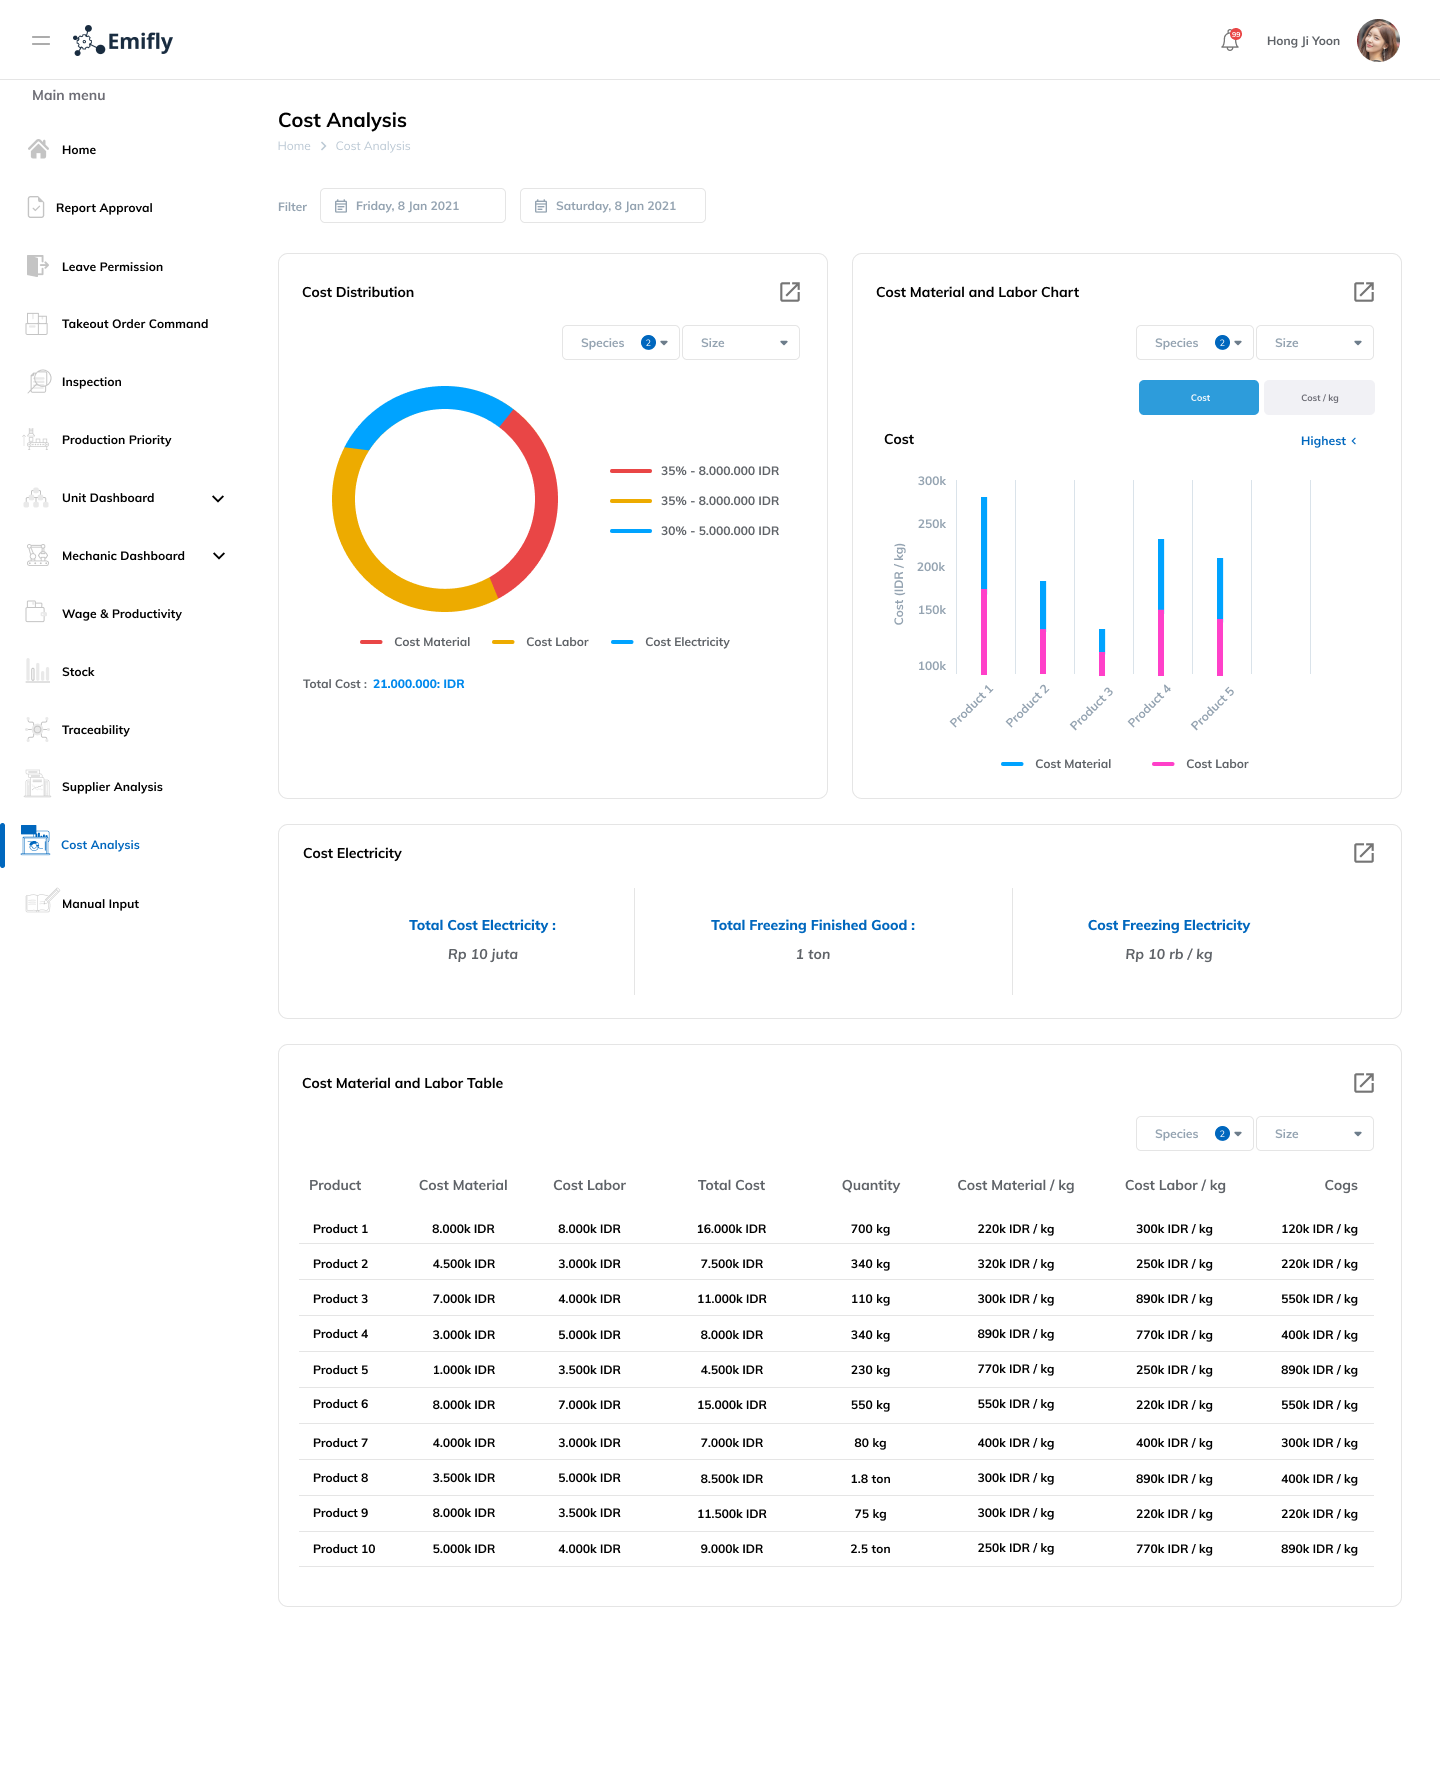 Emifly
99
Hong Ji Yoon
Main menu
Home
Report Approval
Leave Permission
Takeout Order Command
Inspection
Production Priority
Unit Dashboard
Mechanic Dashboard
Wage & Productivity
Stock
Traceability
Supplier Analysis
Cost Analysis
Manual Input
Cost Analysis
Home > Cost Analysis
Filter Friday, 8 Jan 2021 Saturday, 8 Jan 2021
Cost Distribution
Species 2 Size
35% - 8.000.000 IDR
35% - 8.000.000 IDR
30% - 5.000.000 IDR
Cost Material Cost Labor Cost Electricity
Total Cost : 21.000.000: IDR
Cost Material and Labor Chart
Species 2 Size
Cost Cost / kg
Cost Highest <
Cost (IDR / kg)
300k
250k
200k
150k
100k
Product 1 Product 2 Product 3 Product 4 Product 5
Cost Material Cost Labor
Cost Electricity
Total Cost Electricity : Total Freezing Finished Good : Cost Freezing Electricity
Rp 10 juta 1 ton Rp 10 rb / kg
Cost Material and Labor Table
Species 2 Size
Product Cost Material Cost Labor Total Cost Quantity Cost Material / kg Cost Labor / kg Cogs
Product 1 8.000k IDR 8.000k IDR 16.000k IDR 700 kg 220k IDR / kg 300k IDR / kg 120k IDR / kg
Product 2 4.500k IDR 3.000k IDR 7.500k IDR 340 kg 320k IDR / kg 250k IDR / kg 220k IDR / kg
Product 3 7.000k IDR 4.000k IDR 11.000k IDR 110 kg 300k IDR / kg 890k IDR / kg 550k IDR / kg
Product 4 3.000k IDR 5.000k IDR 8.000k IDR 340 kg 890k IDR / kg 770k IDR / kg 400k IDR / kg
Product 5 1.000k IDR 3.500k IDR 4.500k IDR 230 kg 770k IDR / kg 250k IDR / kg 890k IDR / kg
Product 6 8.000k IDR 7.000k IDR 15.000k IDR 550 kg 550k IDR / kg 220k IDR / kg 550k IDR / kg
Product 7 4.000k IDR 3.000k IDR 7.000k IDR 80 kg 400k IDR / kg 400k IDR / kg 300k IDR / kg
Product 8 3.500k IDR 5.000k IDR 8.500k IDR 1.8 ton 300k IDR / kg 890k IDR / kg 400k IDR / kg
Product 9 8.000k IDR 3.500k IDR 11.500k IDR 75 kg 300k IDR / kg 220k IDR / kg 220k IDR / kg
Product 10 5.000k IDR 4.000k IDR 9.000k IDR 2.5 ton 250k IDR / kg 770k IDR / kg 890k IDR / kg